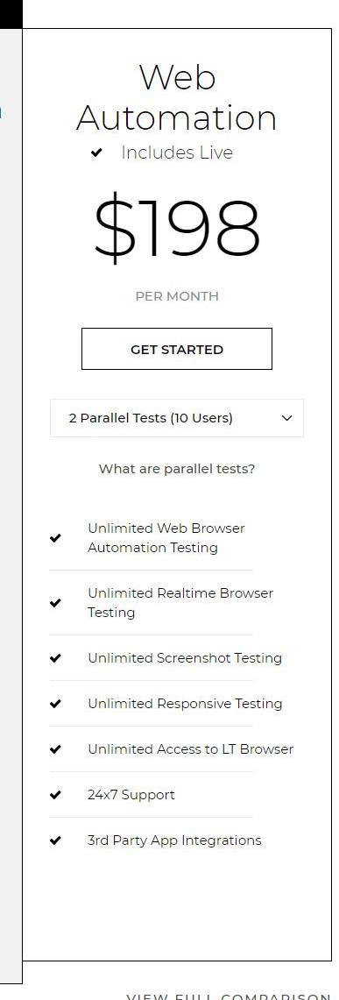 Web
Automation
Includes Live
$198
PER MONTH
GET STARTED
2 Parallel Tests (10 Users)
What are parallel tests?
Unlimited Web Browser
Automation Testing
Unlimited Realtime Browser
Testing
Unlimited Screenshot Testing
Unlimited Responsive Testing
Unlimited Access to LT Browser
24x7 Support
3rd Party App Integrations
VIEW FULL COMPARISON